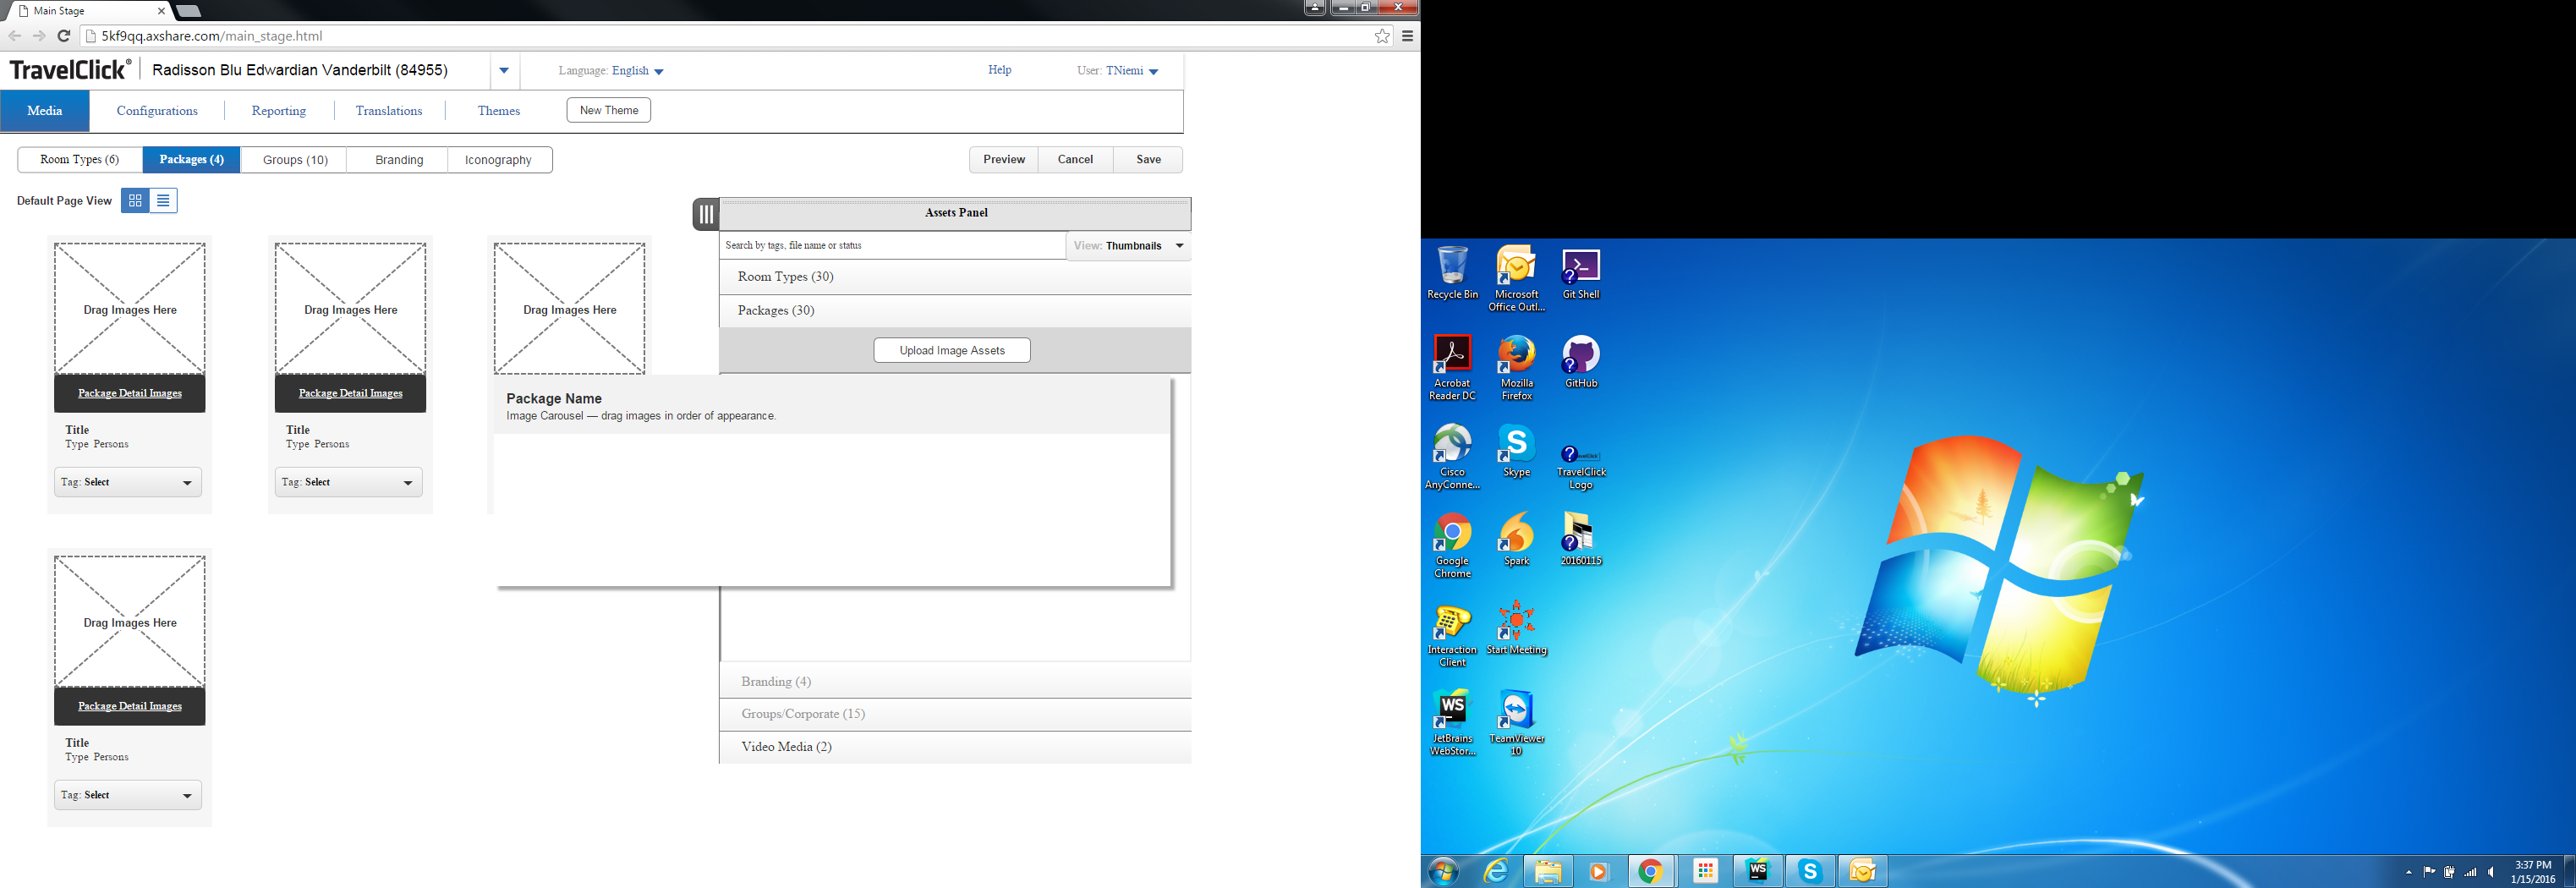 Main Stage
5kf9qq.axshare.com/main_stage.html
TravelClick® Radisson Blu Edwardian Vanderbilt (84955) Language: English Help User: TNiemi
Media Configurations Reporting Translations Themes New Theme
Room Types (6) Packages (4) Groups (10) Branding Iconography Preview Cancel Save
Default Page View
Assets Panel
Search by tags, file name or status View: Thumbnails
Room Types (30)
Packages (30)
Upload Image Assets
Drag Images Here Drag Images Here Drag Images Here
Package Detail Images Package Detail Images
Package Name
Image Carousel — drag images in order of appearance.
Title Title
Type Persons Type Persons
Tag: Select Tag: Select
Drag Images Here
Package Detail Images
Title
Type Persons
Tag: Select
Branding (4)
Groups/Corporate (15)
Video Media (2)
Recycle Bin
Microsoft
Office Outl...
Git Shell
Acrobat
Reader DC
Mozilla
Firefox
GitHub
Cisco
AnyConne...
Skype
TravelClick
Logo
Google
Chrome
Spark
20160115
Interaction
Client
Start Meeting
WS
JetBrains
WebStor...
TeamViewer
10
WS
3:37 PM
1/15/2016